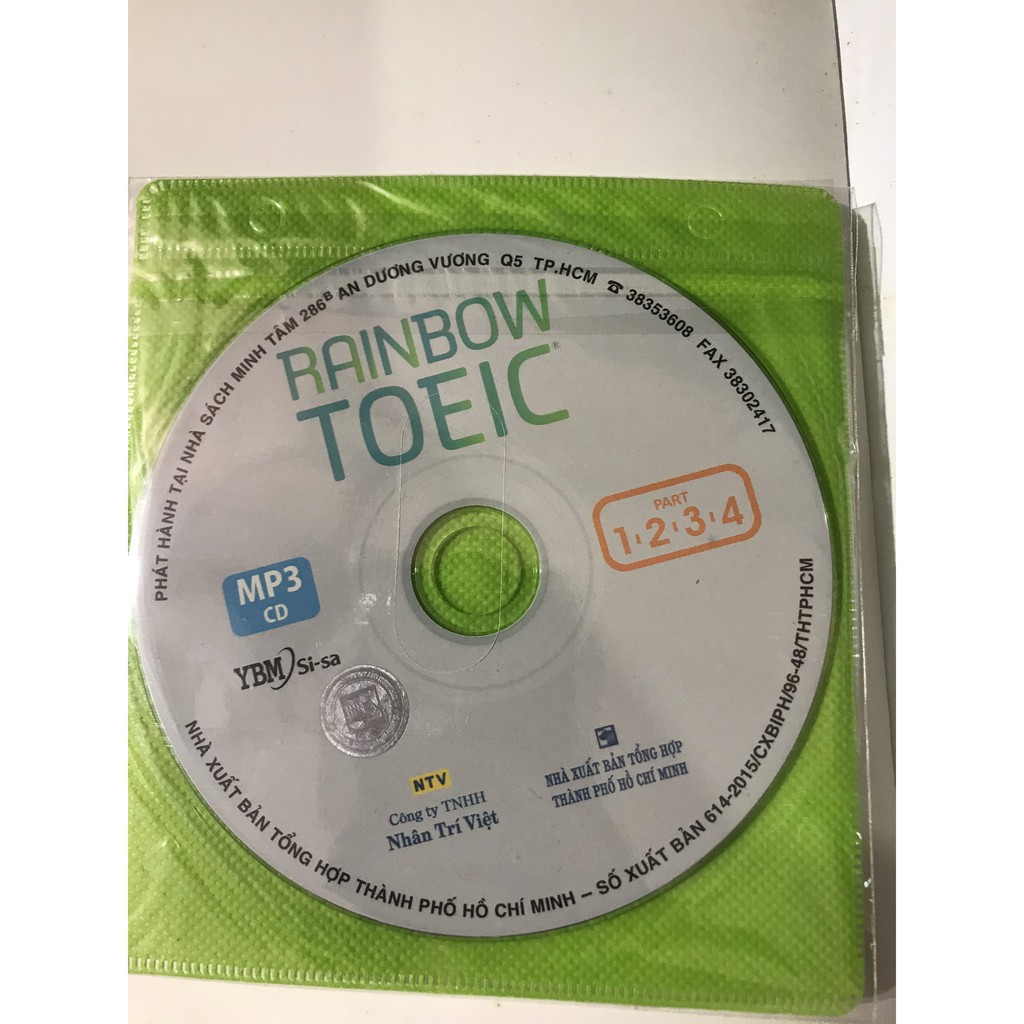 PHÁT HÀNH TẠI NHÀ SÁCH MINH TÂM 286B AN DƯƠNG VƯƠNG Q5 TP.HCM ☎ 38353608 FAX 38302417
RAINBOW
TOEIC®
PART
1·2·3·4
MP3
CD
YBM Si-sa
NTV
Công ty TNHH
Nhân Trí Việt
NHÀ XUẤT BẢN TỔNG HỢP
THÀNH PHỐ HỒ CHÍ MINH
NHÀ XUẤT BẢN TỔNG HỢP THÀNH PHỐ HỒ CHÍ MINH – SỐ XUẤT BẢN 614-2015/CXBIPH/96-48/THTPHCM